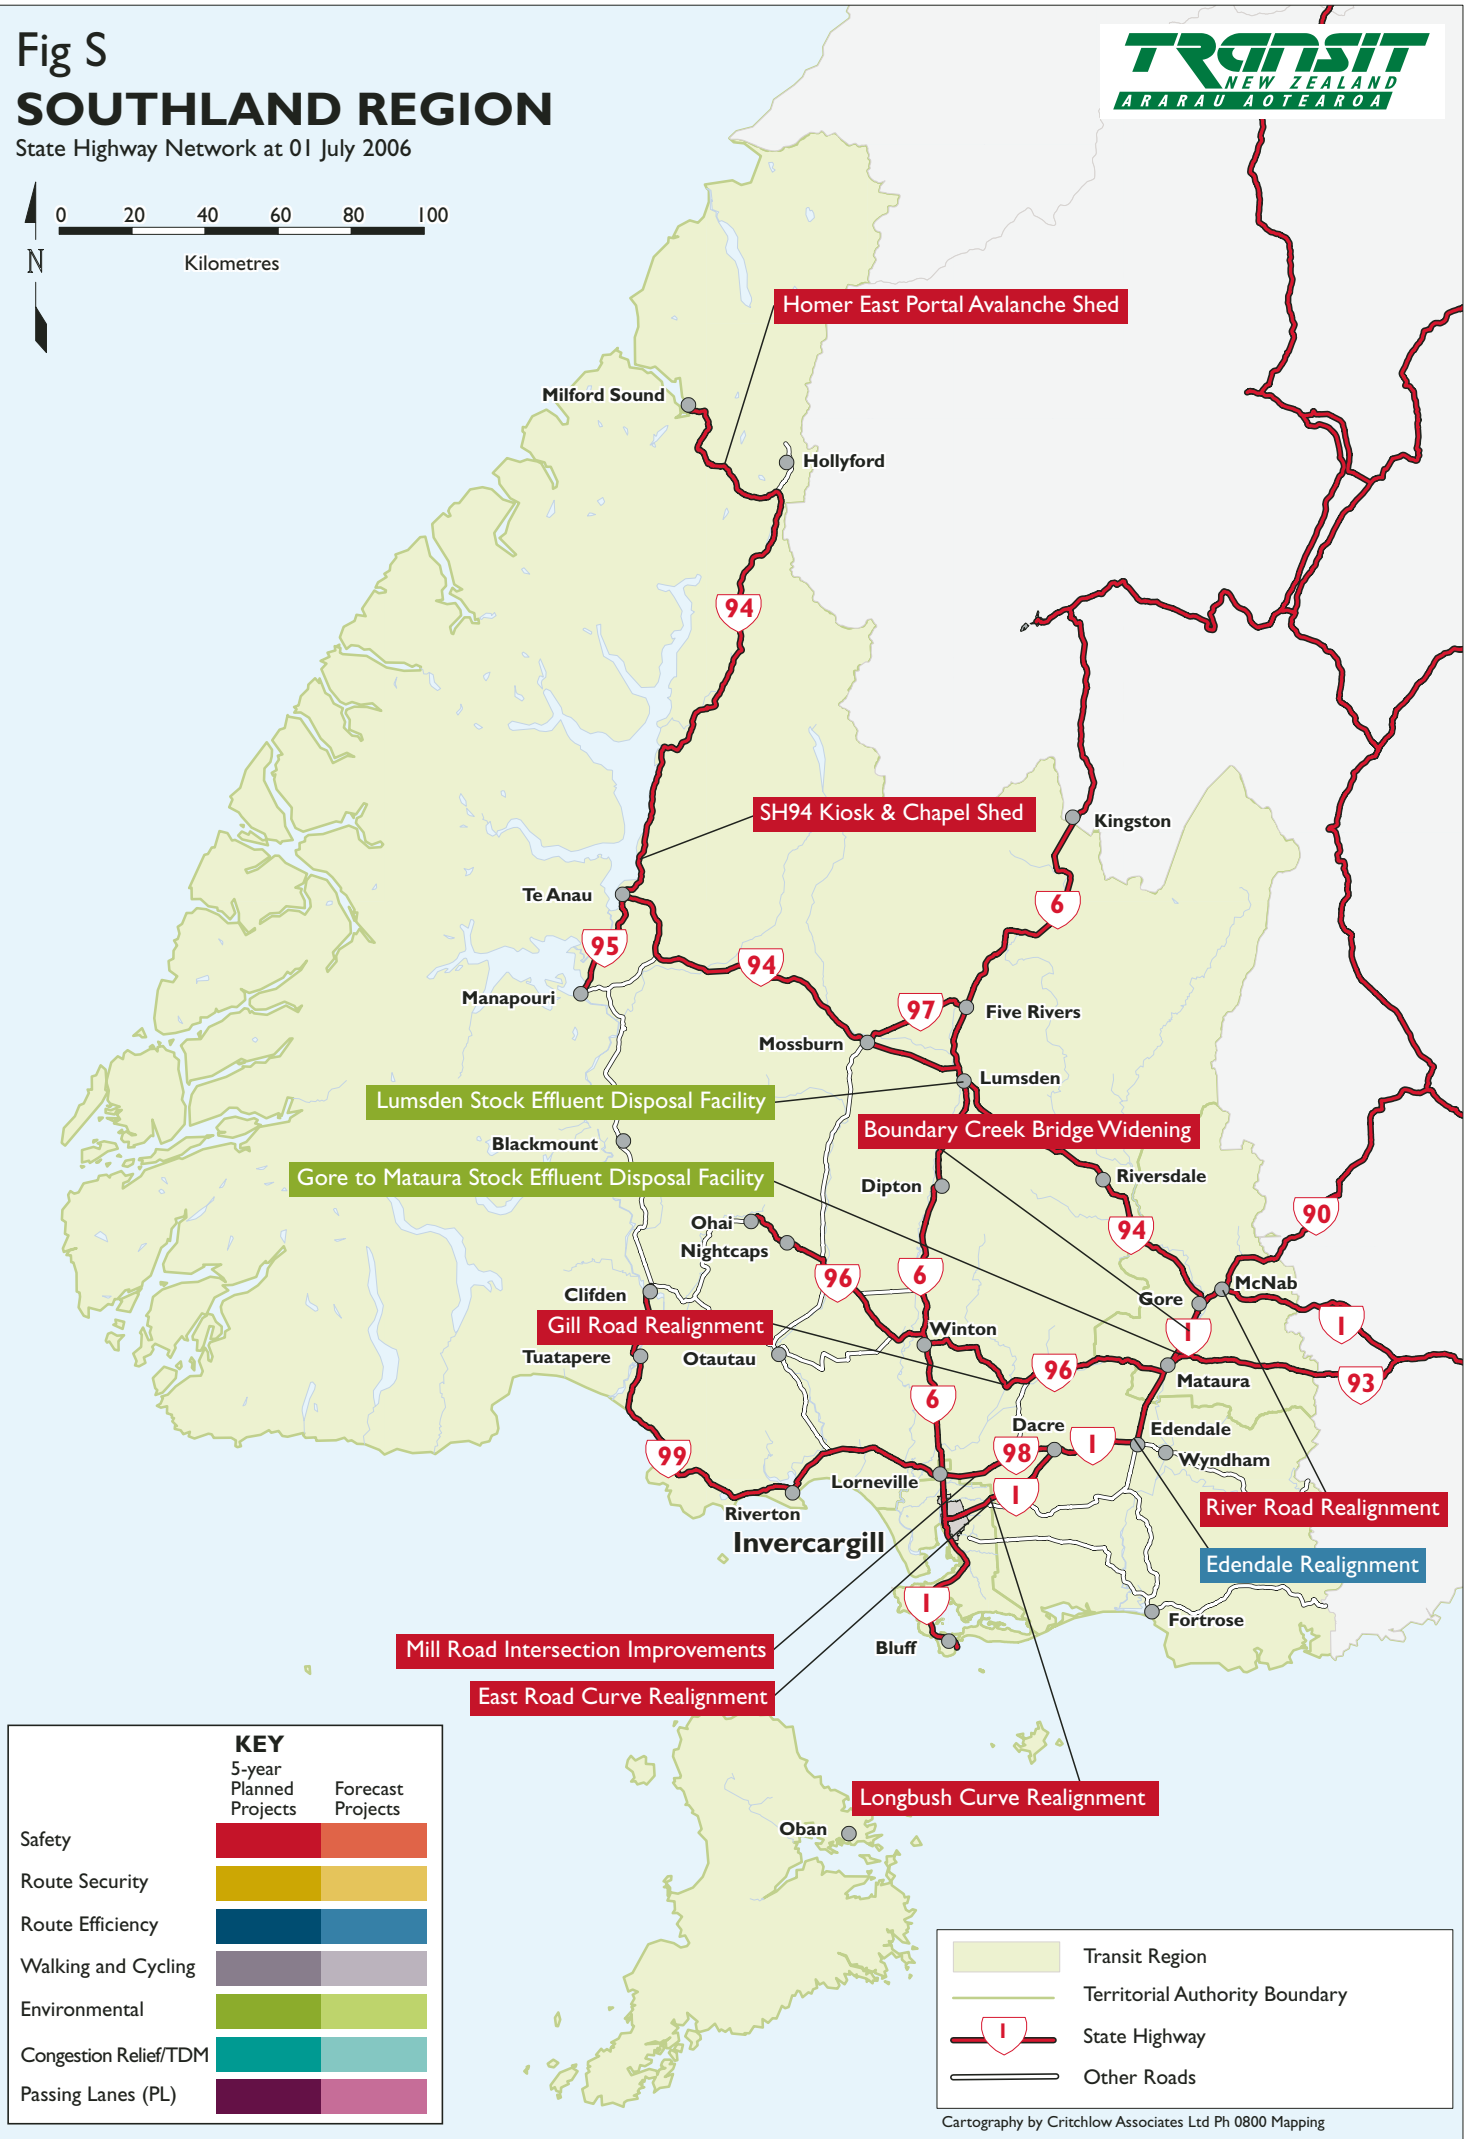 Fig S
SOUTHLAND REGION
State Highway Network at 01 July 2006
TRANSIT
NEW ZEALAND
ARARAU AOTEAROA
0 20 40 60 80 100
Kilometres
N
Homer East Portal Avalanche Shed
Milford Sound
Hollyford
94
SH94 Kiosk & Chapel Shed
Kingston
Te Anau
6
95
94
Manapouri
97
Five Rivers
Mossburn
Lumsden
Lumsden Stock Effluent Disposal Facility
Boundary Creek Bridge Widening
Blackmount
Gore to Mataura Stock Effluent Disposal Facility
Riversdale
Dipton
Ohai
94
90
Nightcaps
96
6
McNab
Clifden
Gore
Gill Road Realignment
Winton
1
1
Tuatapere
Otautau
96
Mataura
93
6
Dacre
Edendale
99
98
1
Wyndham
Lorneville
1
River Road Realignment
Riverton
Invercargill
Edendale Realignment
1
Fortrose
Bluff
Mill Road Intersection Improvements
East Road Curve Realignment
Longbush Curve Realignment
Oban
KEY
5-year
Planned
Projects
Forecast
Projects
Safety
Route Security
Route Efficiency
Walking and Cycling
Environmental
Congestion Relief/TDM
Passing Lanes (PL)
Transit Region
Territorial Authority Boundary
1
State Highway
Other Roads
Cartography by Critchlow Associates Ltd Ph 0800 Mapping